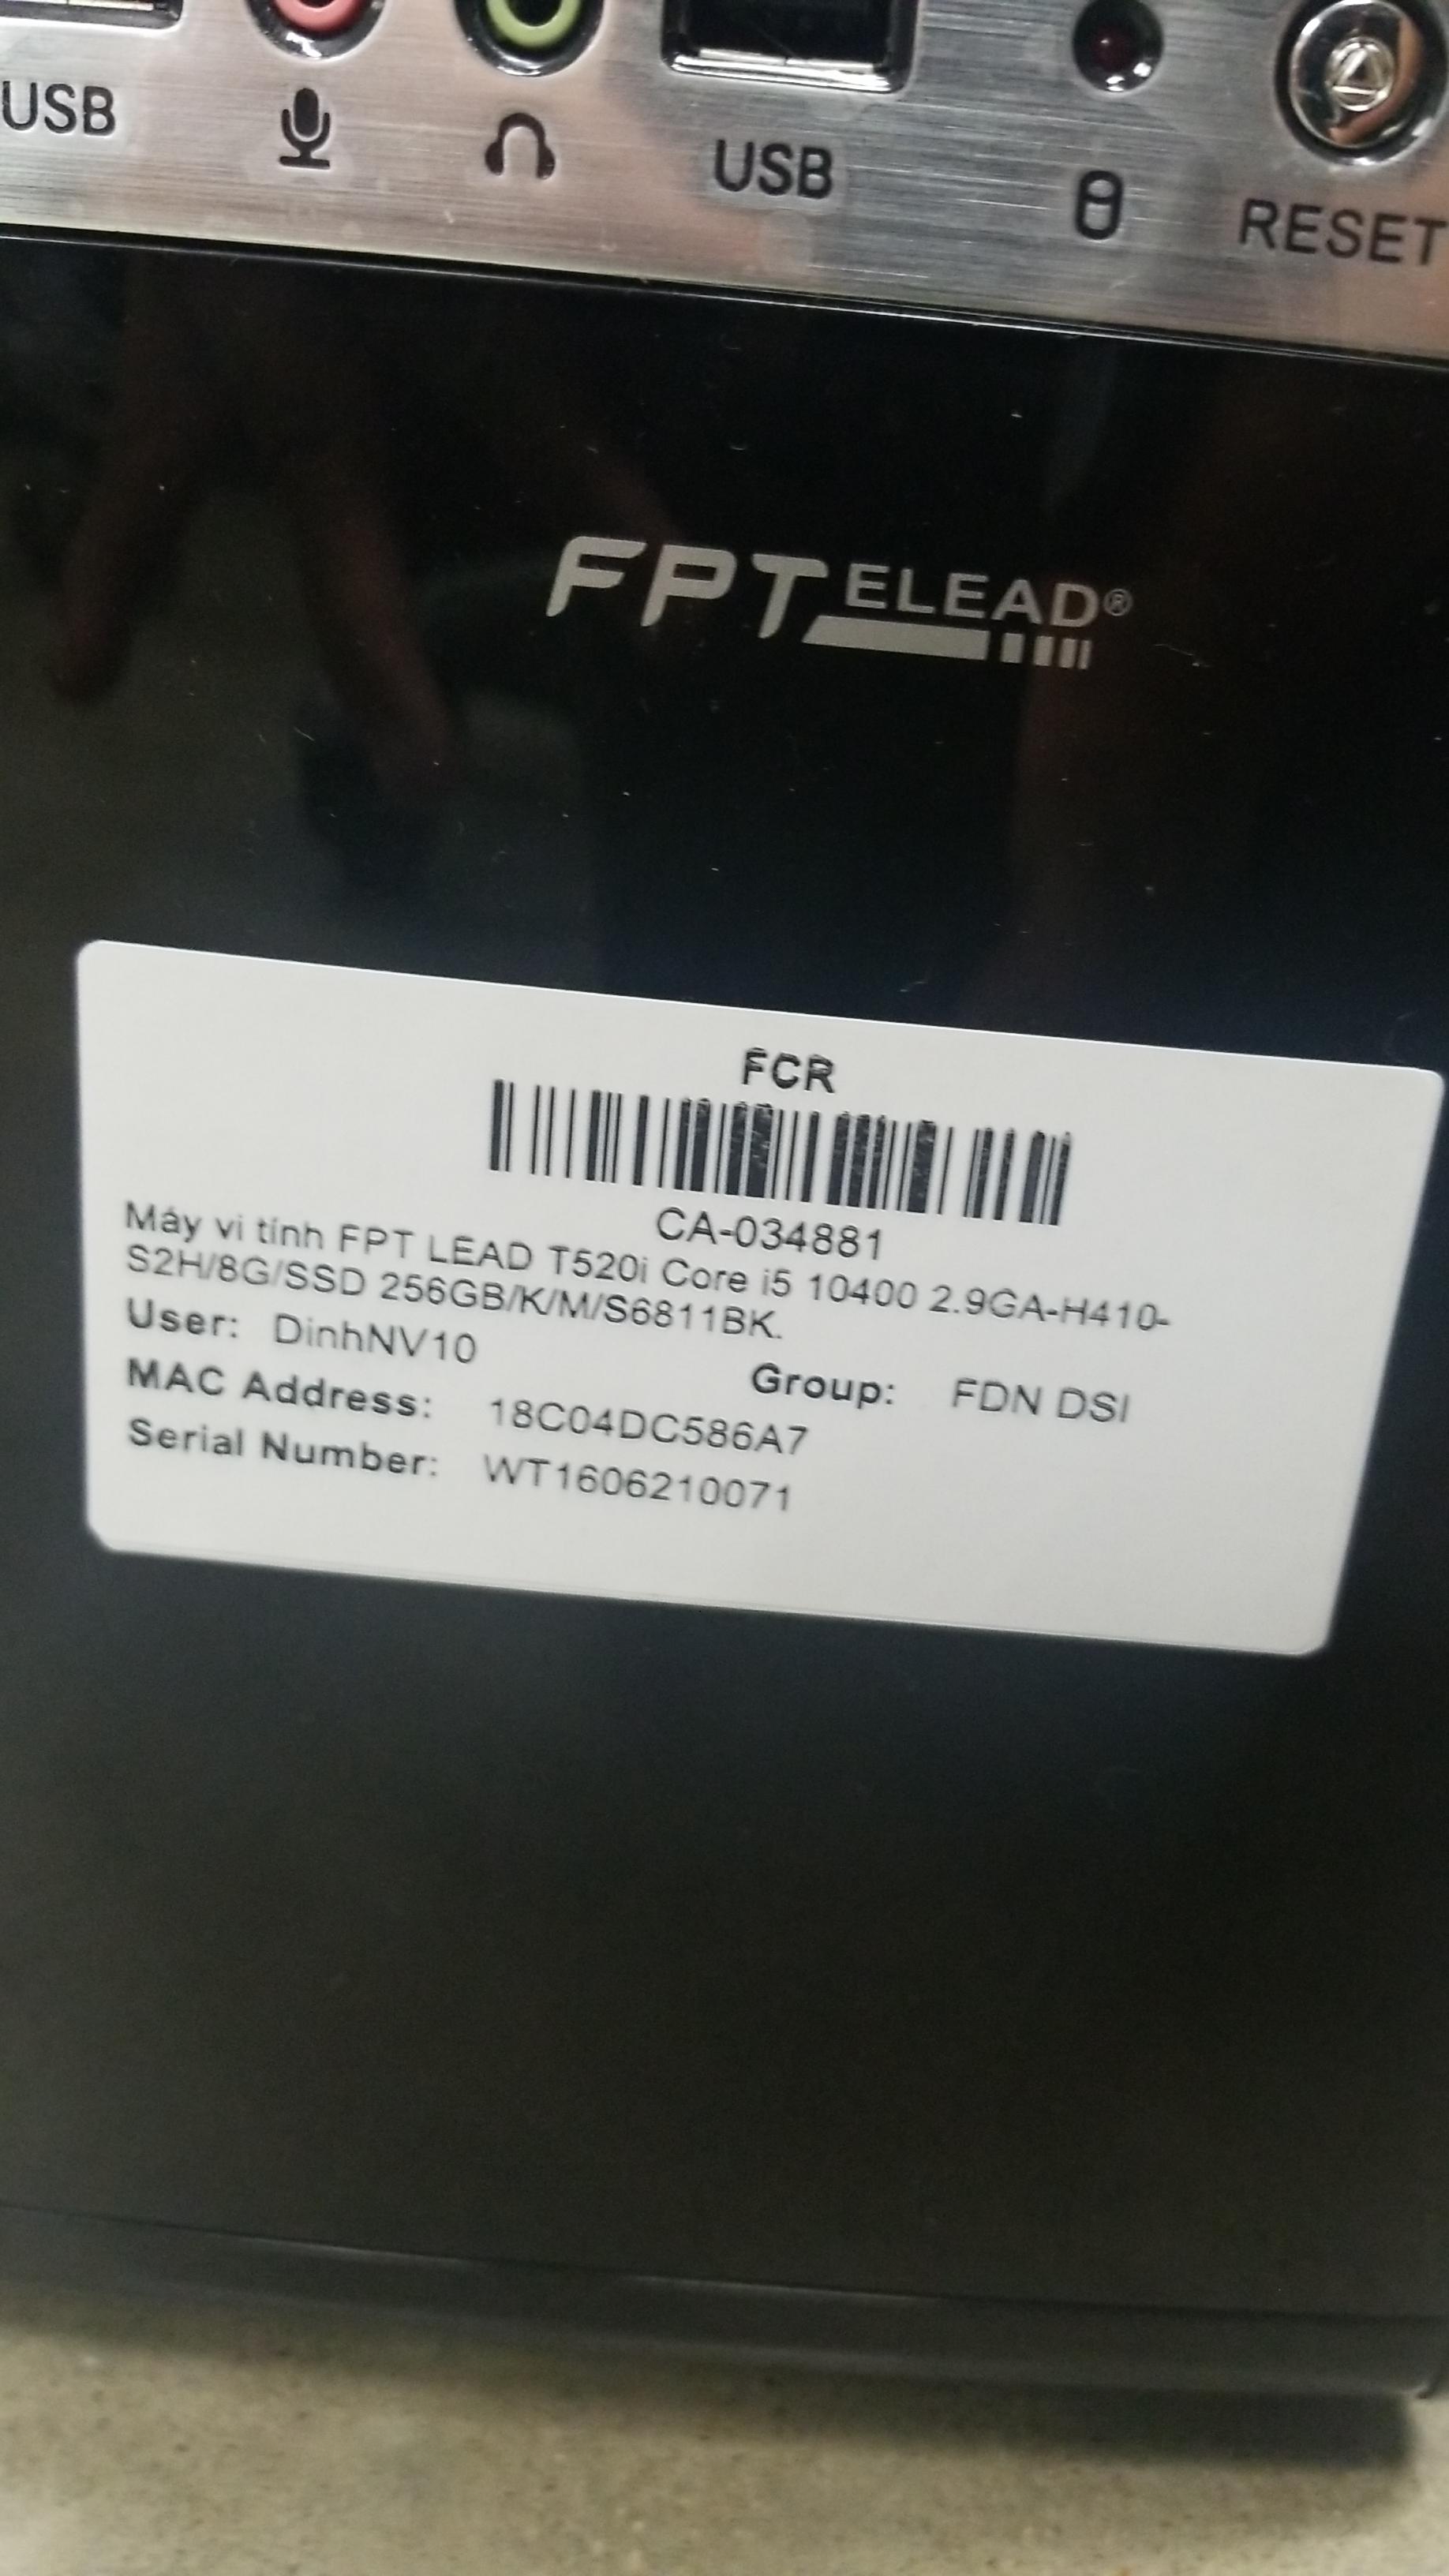 USB
USB
RESET
FPT ELEAD®
FCR
CA-034881
Máy vi tính FPT LEAD T520i Core i5 10400 2.9GA-H410-
S2H/8G/SSD 256GB/K/M/S6811BK.
User: DinhNV10
Group: FDN DSI
MAC Address: 18C04DC586A7
Serial Number: WT1606210071